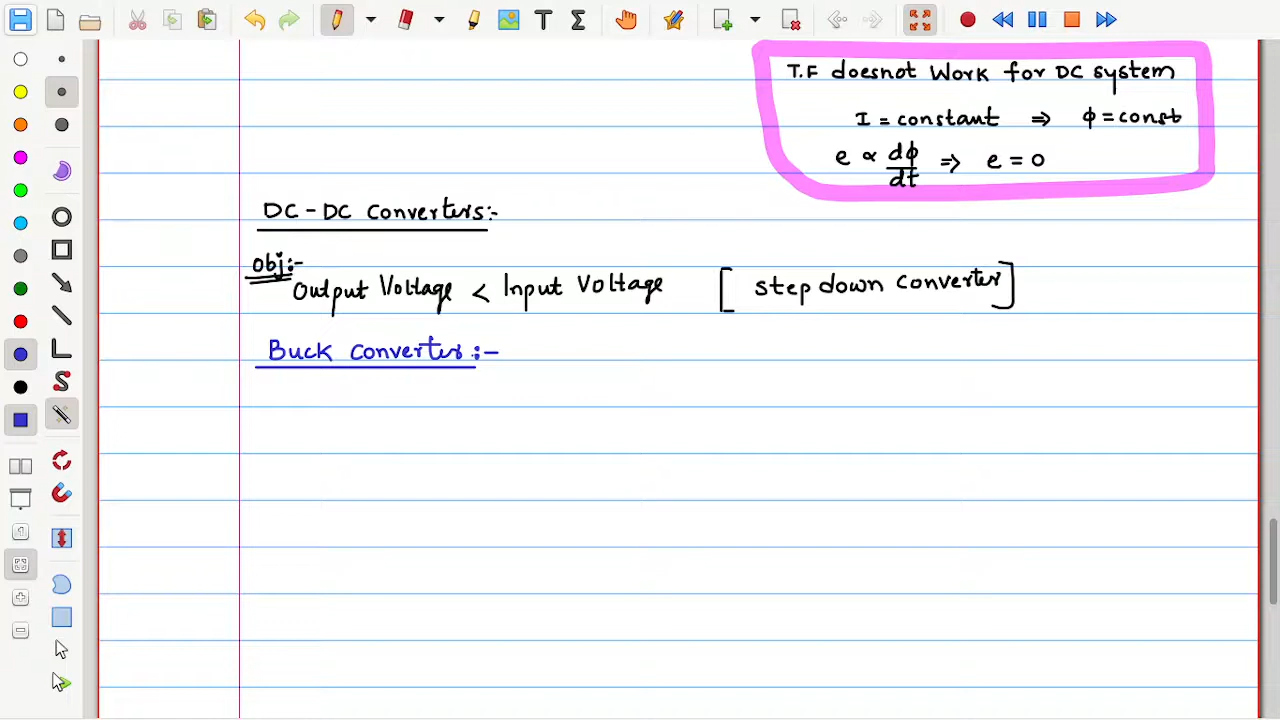 T.F doesnot Work for DC system
I = constant ⇒ ϕ = const
e ∝ dϕ/dt ⇒ e = 0
DC-DC Converters:-
Obj:-
Output Voltage < Input Voltage [ step down converter ]
Buck Converter:-